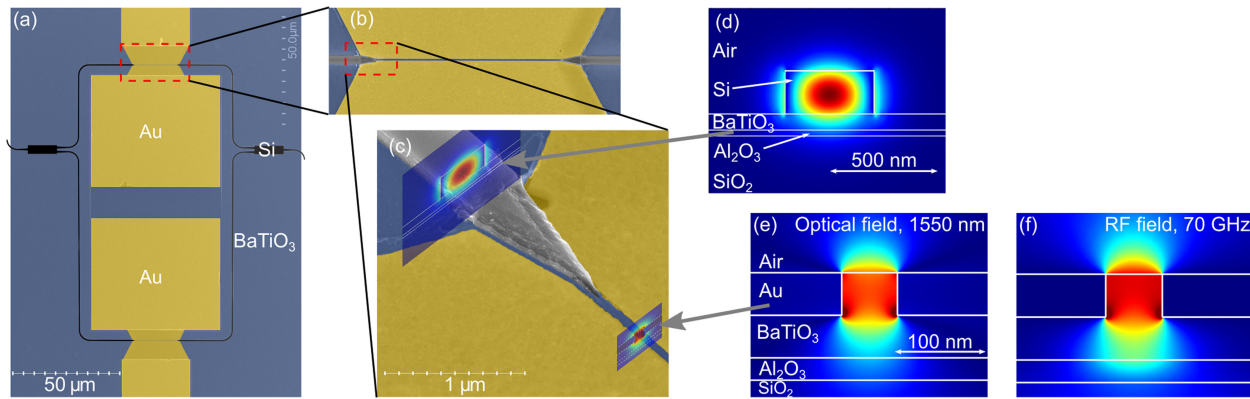 (a)
50.0µm
Au
Si
BaTiO₃
Au
50 µm
(b)
(c)
1 µm
(d)
Air
Si
BaTiO₃
Al₂O₃
SiO₂
500 nm
(e) Optical field, 1550 nm
Air
Au
BaTiO₃
100 nm
Al₂O₃
SiO₂
(f) RF field, 70 GHz